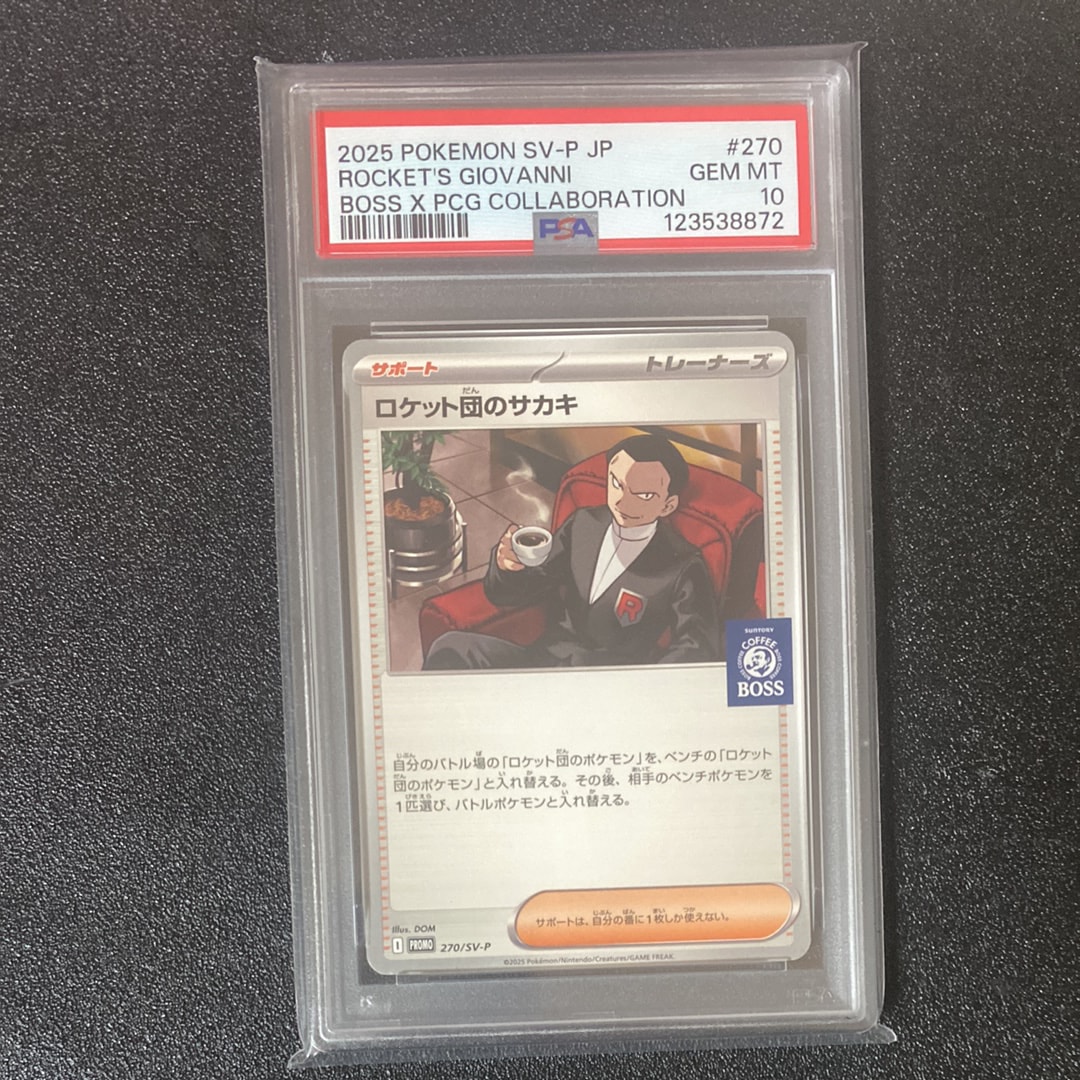 2025 POKEMON SV-P JP #270
ROCKET'S GIOVANNI GEM MT
BOSS X PCG COLLABORATION 10
PSA 123538872
サポート トレーナーズ
ロケット団のサカキ
だん
R
SUNTORY
COFFEE
BOSS
自分のバトル場の「ロケット団のポケモン」を、ベンチの「ロケット
団のポケモン」と入れ替える。その後、相手のベンチポケモンを
1匹選び、バトルポケモンと入れ替える。
サポートは、自分の番に1枚しか使えない。
Illus. DOM
I PROMO 270/SV-P
©2025 Pokémon/Nintendo/Creatures/GAME FREAK.